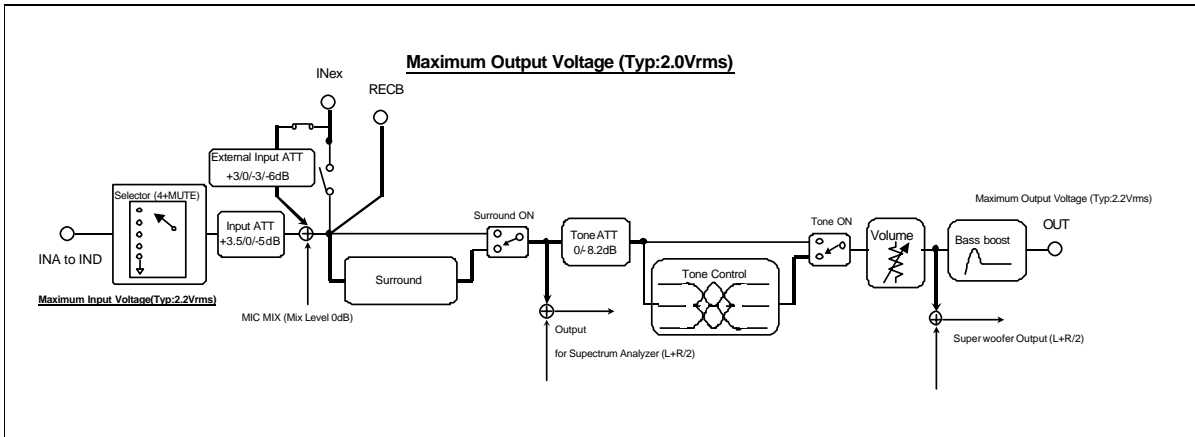 Maximum Output Voltage (Typ:2.0Vrms)
INex
RECB
External Input ATT
+3/0/-3/-6dB
Selector (4+MUTE)
Input ATT
+3.5/0/-5dB
INA to IND
Maximum Input Voltage(Typ:2.2Vrms)
MIC MIX (Mix Level 0dB)
Surround
Surround ON
Tone ATT
0/-8.2dB
Output
for Supectrum Analyzer (L+R/2)
Tone Control
Tone ON
Volume
Maximum Output Voltage (Typ:2.2Vrms)
OUT
Bass boost
Super woofer Output (L+R/2)